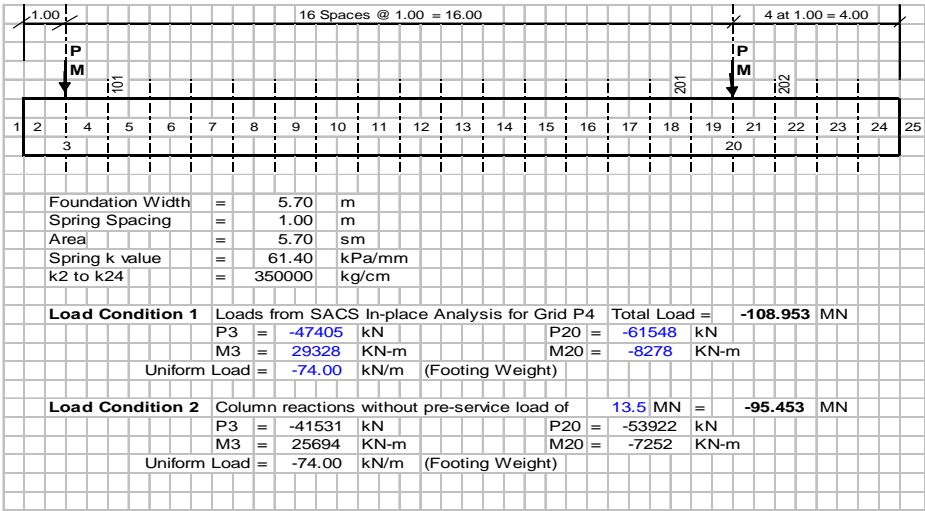 1.00 16 Spaces @ 1.00 = 16.00 4 at 1.00 = 4.00
P P
M M
101 201 202
1 2 4 5 6 7 8 9 10 11 12 13 14 15 16 17 18 19 21 22 23 24 25
3 20
Foundation Width = 5.70 m
Spring Spacing = 1.00 m
Area = 5.70 sm
Spring k value = 61.40 kPa/mm
k2 to k24 = 350000 kg/cm
Load Condition 1 Loads from SACS In-place Analysis for Grid P4 Total Load = -108.953 MN
P3 = -47405 kN P20 = -61548 kN
M3 = 29328 KN-m M20 = -8278 KN-m
Uniform Load = -74.00 kN/m (Footing Weight)
Load Condition 2 Column reactions without pre-service load of 13.5 MN = -95.453 MN
P3 = -41531 kN P20 = -53922 kN
M3 = 25694 KN-m M20 = -7252 KN-m
Uniform Load = -74.00 kN/m (Footing Weight)